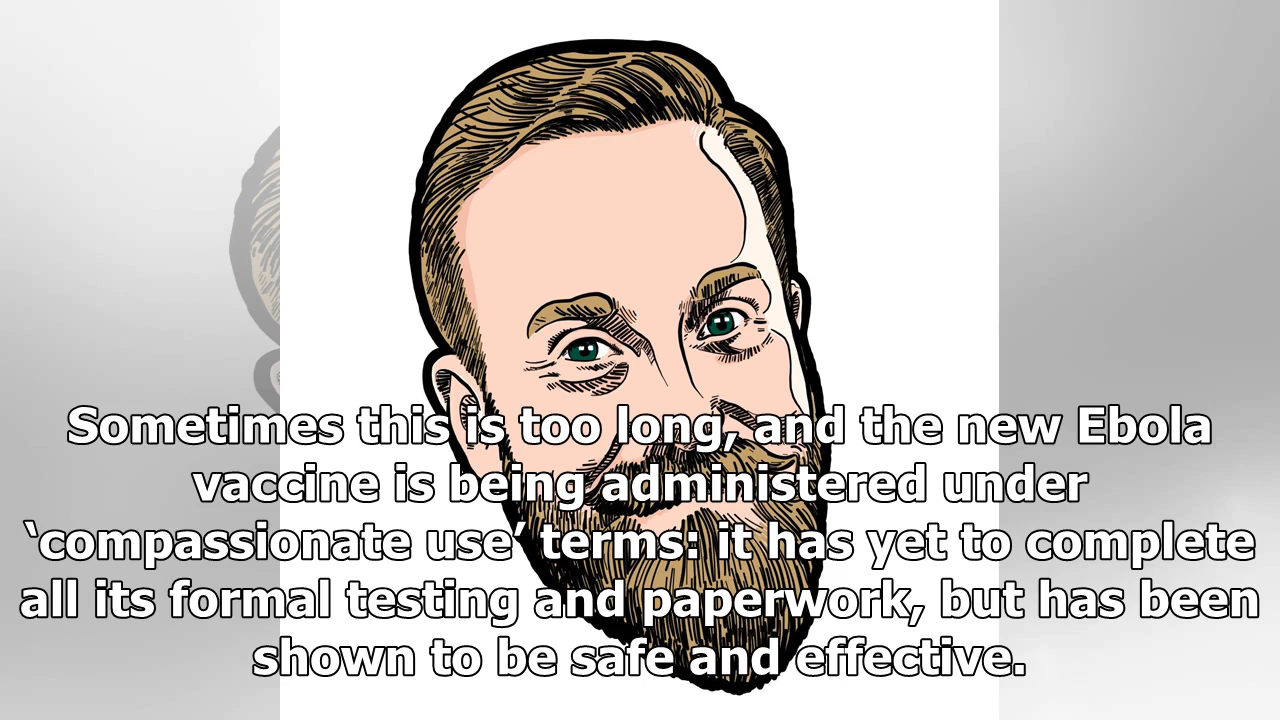 Sometimes this is too long, and the new Ebola
vaccine is being administered under
‘compassionate use’ terms: it has yet to complete
all its formal testing and paperwork, but has been
shown to be safe and effective.